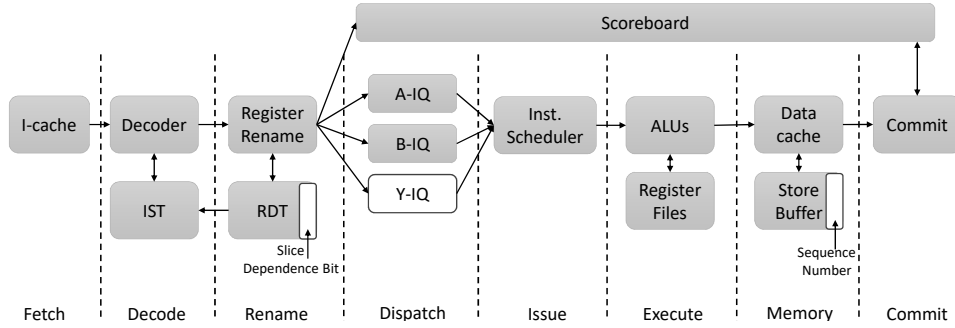 Scoreboard
I-cache
Decoder
Register
Rename
A-IQ
B-IQ
Y-IQ
Inst.
Scheduler
ALUs
Data
cache
Commit
IST
RDT
Register
Files
Store
Buffer
Slice
Dependence Bit
Sequence
Number
Fetch
Decode
Rename
Dispatch
Issue
Execute
Memory
Commit